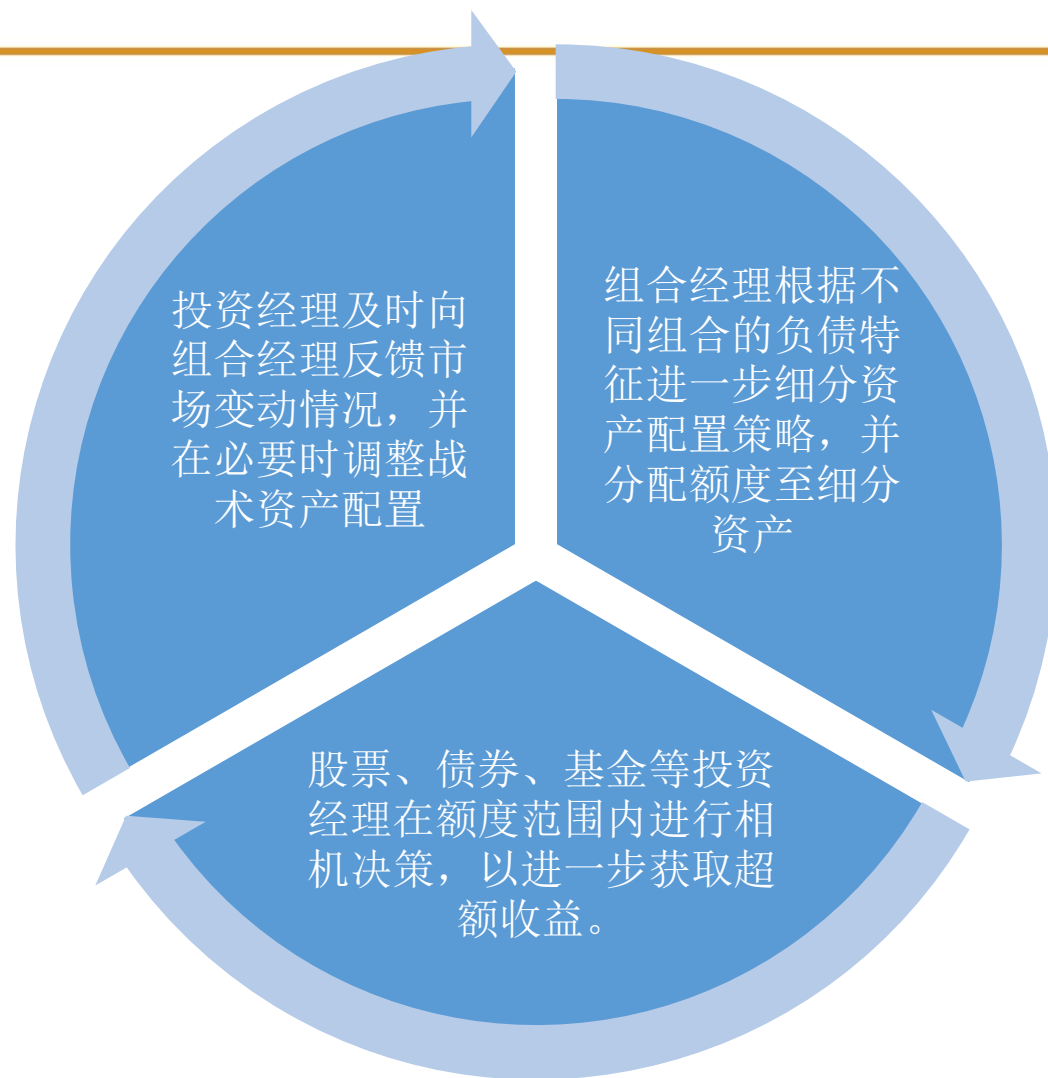 投资经理及时向
组合经理反馈市
场变动情况，并
在必要时调整战
术资产配置
组合经理根据不
同组合的负债特
征进一步细分资
产配置策略，并
分配额度至细分
资产
股票、债券、基金等投资
经理在额度范围内进行相
机决策，以进一步获取超
额收益。